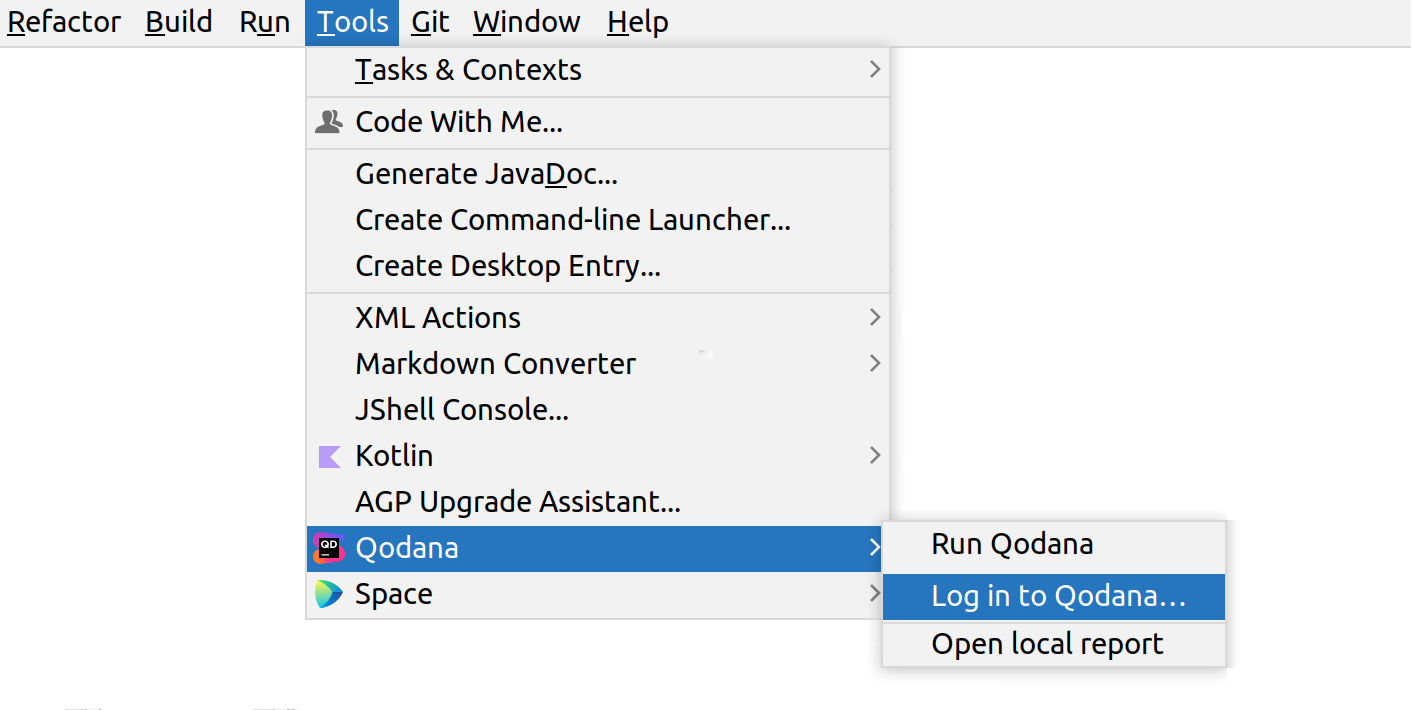 Refactor Build Run Tools Git Window Help
Tasks & Contexts
Code With Me...
Generate JavaDoc...
Create Command-line Launcher...
Create Desktop Entry...
XML Actions
Markdown Converter
JShell Console...
Kotlin
AGP Upgrade Assistant...
QD Qodana
Space
Run Qodana
Log in to Qodana...
Open local report